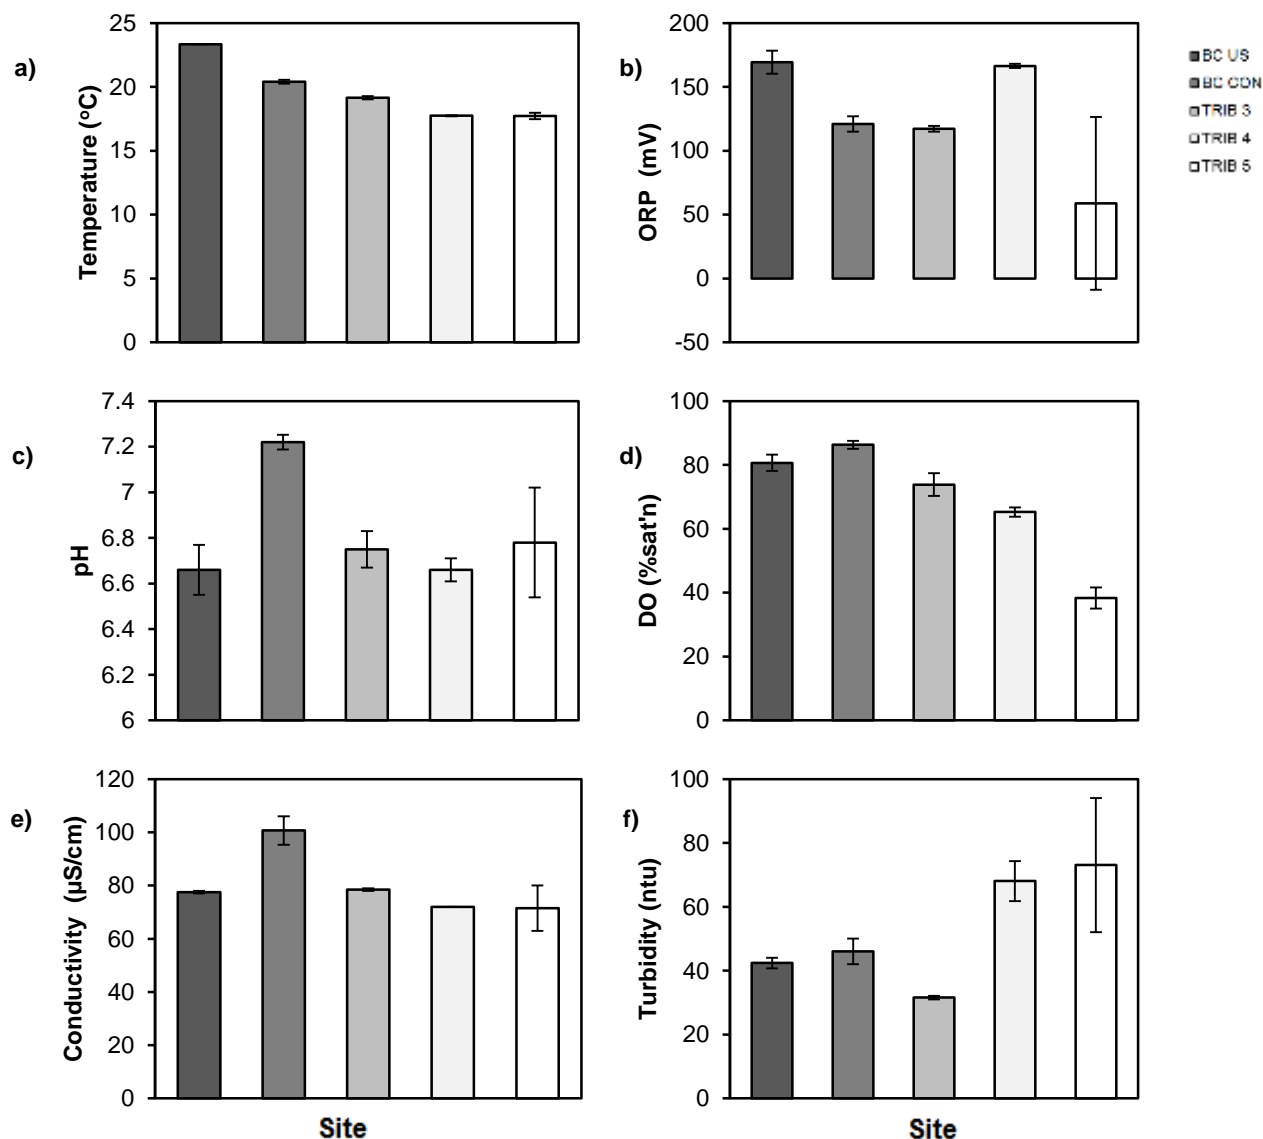 a)
Temperature (ºC)
25
20
15
10
5
0
b)
ORP (mV)
200
150
100
50
0
-50
BC US
BC CON
TRIB 3
TRIB 4
TRIB 5
c)
pH
7.4
7.2
7
6.8
6.6
6.4
6.2
6
d)
DO (%sat'n)
100
80
60
40
20
0
e)
Conductivity (µS/cm)
120
100
80
60
40
20
0
Site
f)
Turbidity (ntu)
100
80
60
40
20
0
Site